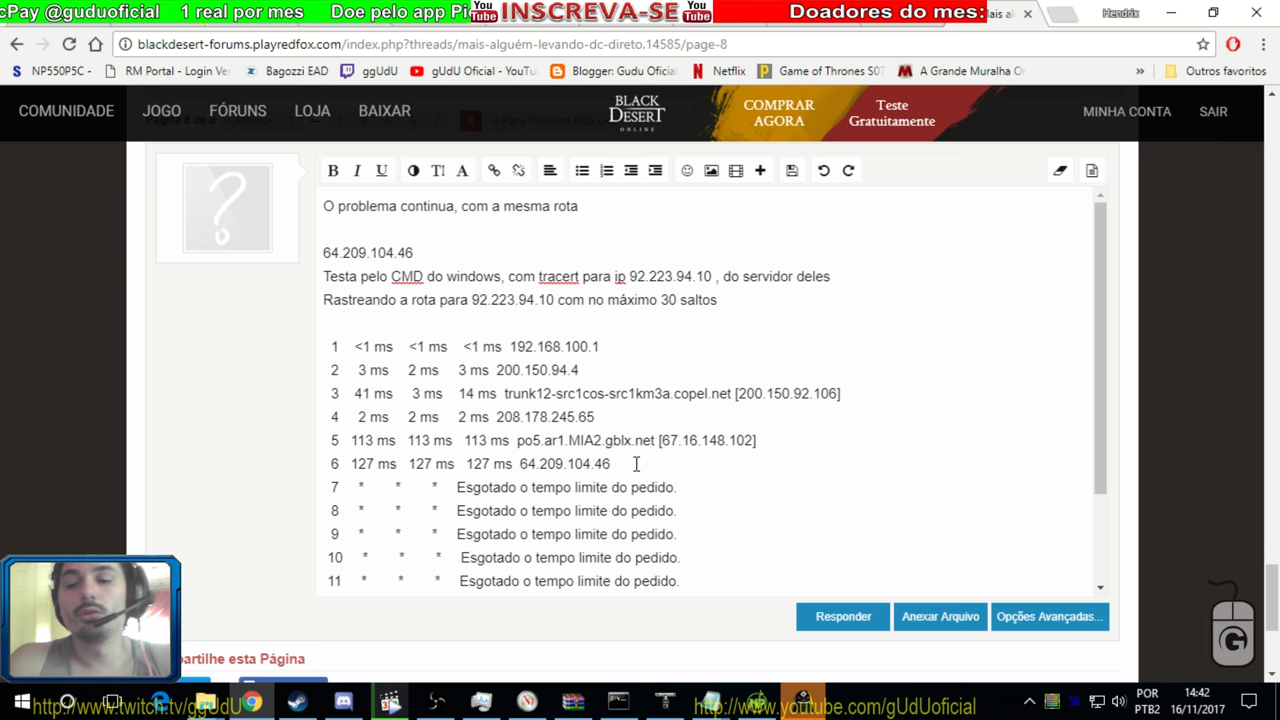 cPay @guduoficial 1 real por mes Doe pelo app Pic
You Tube INSCREVA-SE You Tube
Doadores do mes:
Hendrix
blackdesert-forums.playredfox.com/index.php?threads/mais-alguém-levando-dc-direto.14585/page-8
NP550P5C - RM Portal - Login Ver Bagozzi EAD ggUdU gUdU Oficial - YouTu Blogger: Gudu Oficial Netflix Game of Thrones S07 A Grande Muralha On » Outros favoritos
COMUNIDADE JOGO FÓRUNS LOJA BAIXAR
BLACK DESERT ONLINE
COMPRAR AGORA
Teste Gratuitamente
MINHA CONTA SAIR
O problema continua, com a mesma rota
64.209.104.46
Testa pelo CMD do windows, com tracert para ip 92.223.94.10 , do servidor deles
Rastreando a rota para 92.223.94.10 com no máximo 30 saltos
1 <1 ms <1 ms <1 ms 192.168.100.1
2 3 ms 2 ms 3 ms 200.150.94.4
3 41 ms 3 ms 14 ms trunk12-src1cos-src1km3a.copel.net [200.150.92.106]
4 2 ms 2 ms 2 ms 208.178.245.65
5 113 ms 113 ms 113 ms po5.ar1.MIA2.gblx.net [67.16.148.102]
6 127 ms 127 ms 127 ms 64.209.104.46
7 * * * Esgotado o tempo limite do pedido.
8 * * * Esgotado o tempo limite do pedido.
9 * * * Esgotado o tempo limite do pedido.
10 * * * Esgotado o tempo limite do pedido.
11 * * * Esgotado o tempo limite do pedido.
Responder Anexar Arquivo Opções Avançadas...
artilhe esta Página
http://www.twitch.tv/ggUdU
http://www.youtube.com/gUdUoficial
POR
PTB2
14:42
16/11/2017